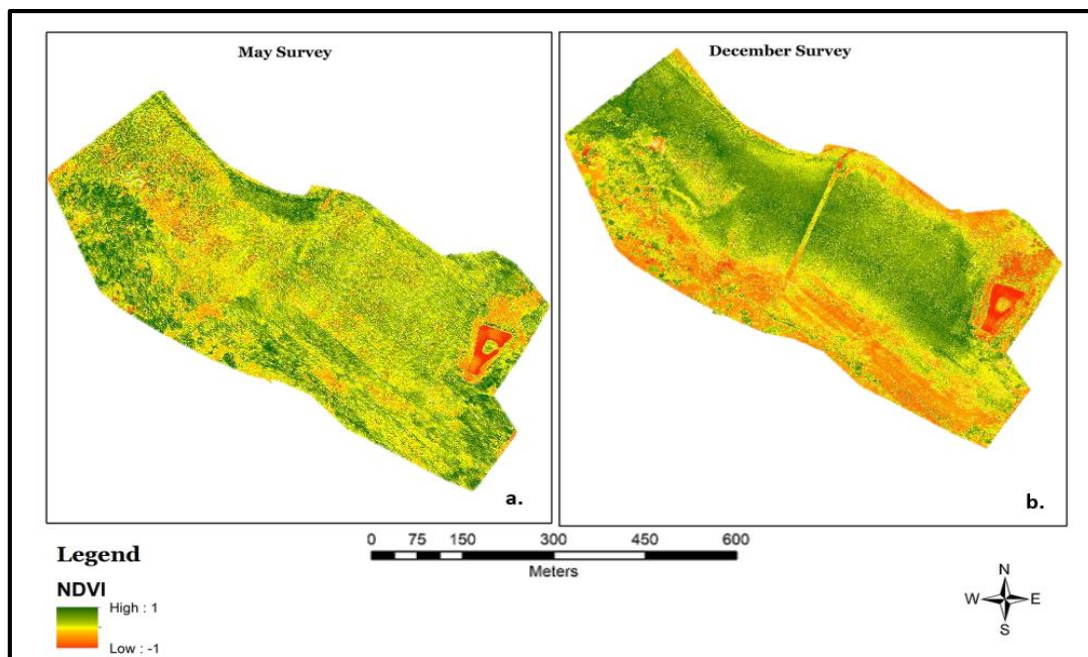 May Survey
December Survey
a.
b.
0 75 150 300 450 600
Meters
Legend
NDVI
High : 1
Low : -1
N
W E
S